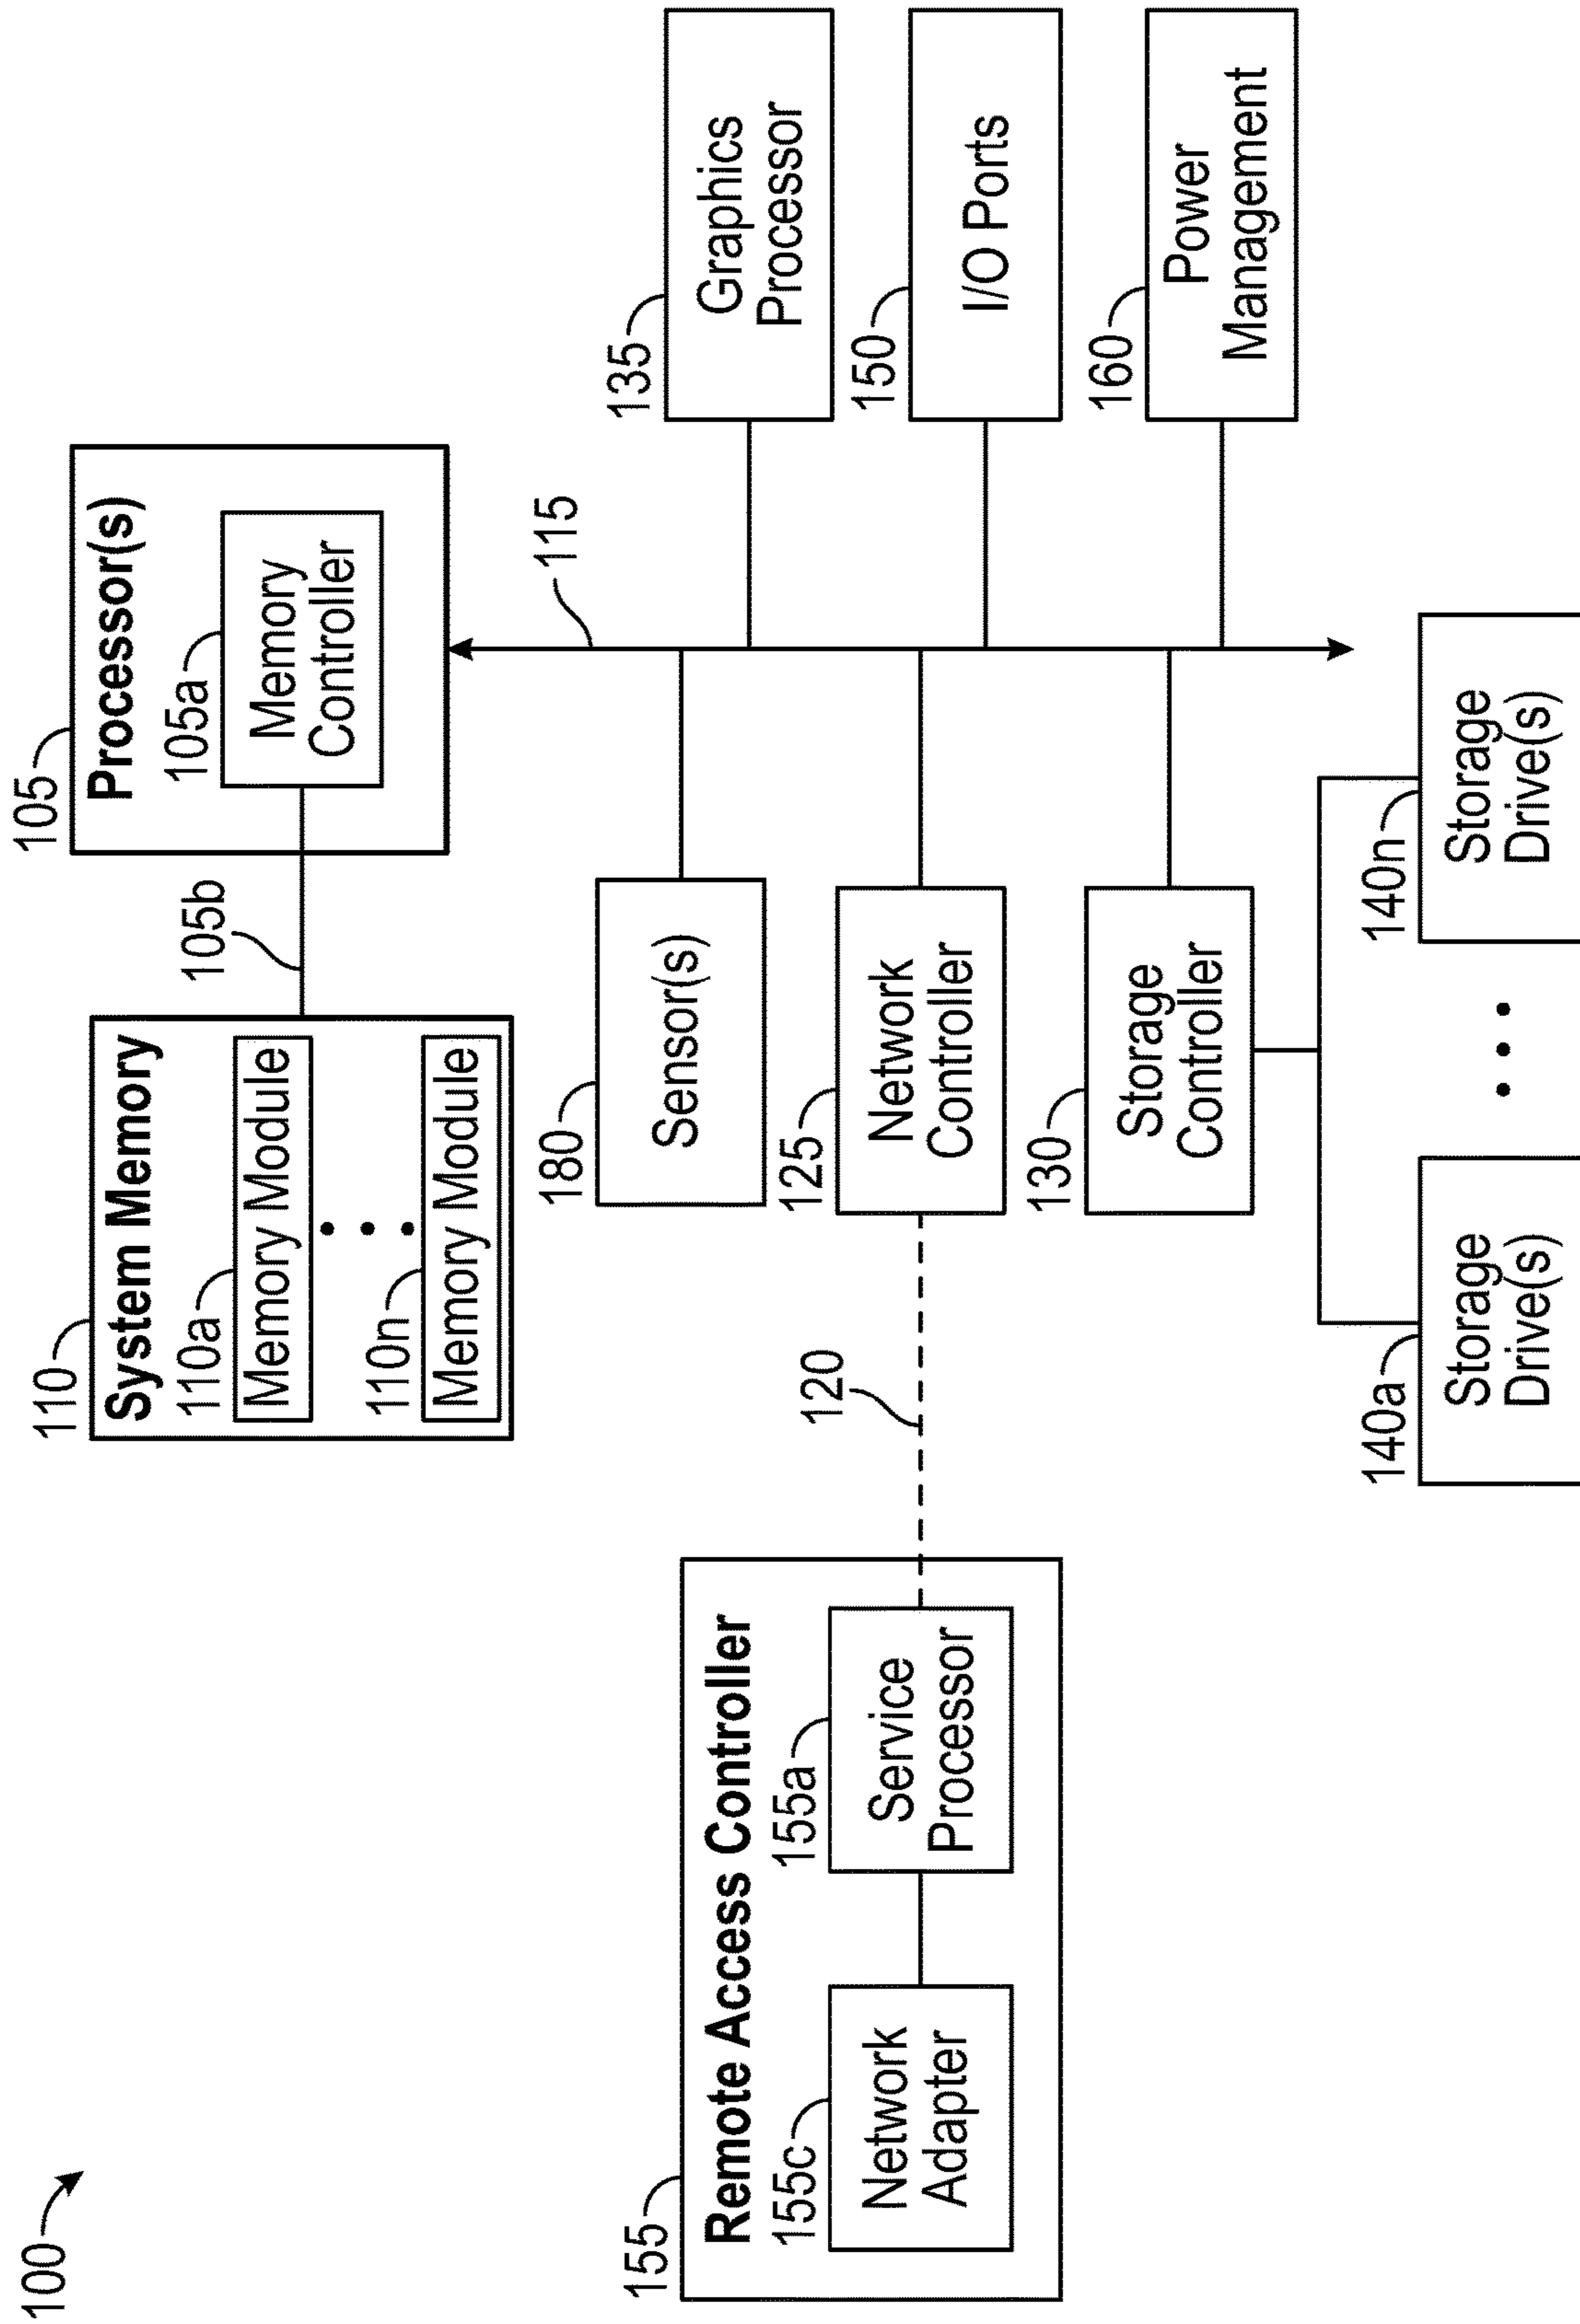 100
110
System Memory
110a
Memory Module
110n
Memory Module
105b
105
Processor(s)
105a
Memory
Controller
115
155
Remote Access Controller
155c
Network
Adapter
155a
Service
Processor
120
180
Sensor(s)
125
Network
Controller
130
Storage
Controller
135
Graphics
Processor
150
I/O Ports
160
Power
Management
140a
Storage
Drive(s)
140n
Storage
Drive(s)